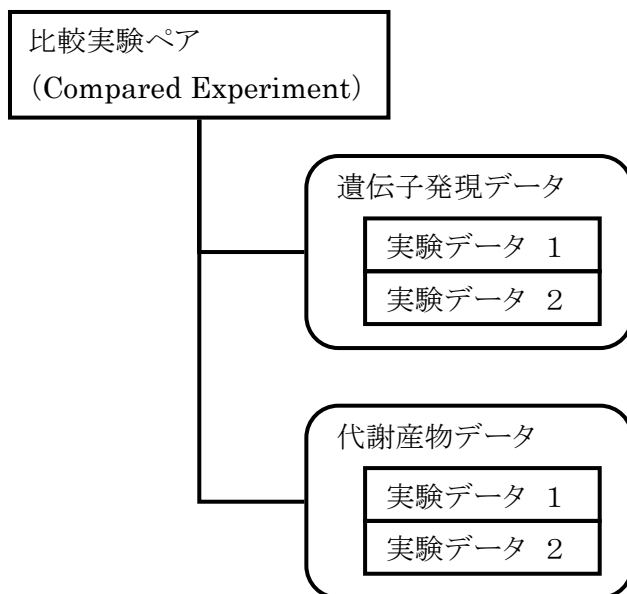 比較実験ペア
（Compared Experiment）
遺伝子発現データ
実験データ １
実験データ ２
代謝産物データ
実験データ １
実験データ ２